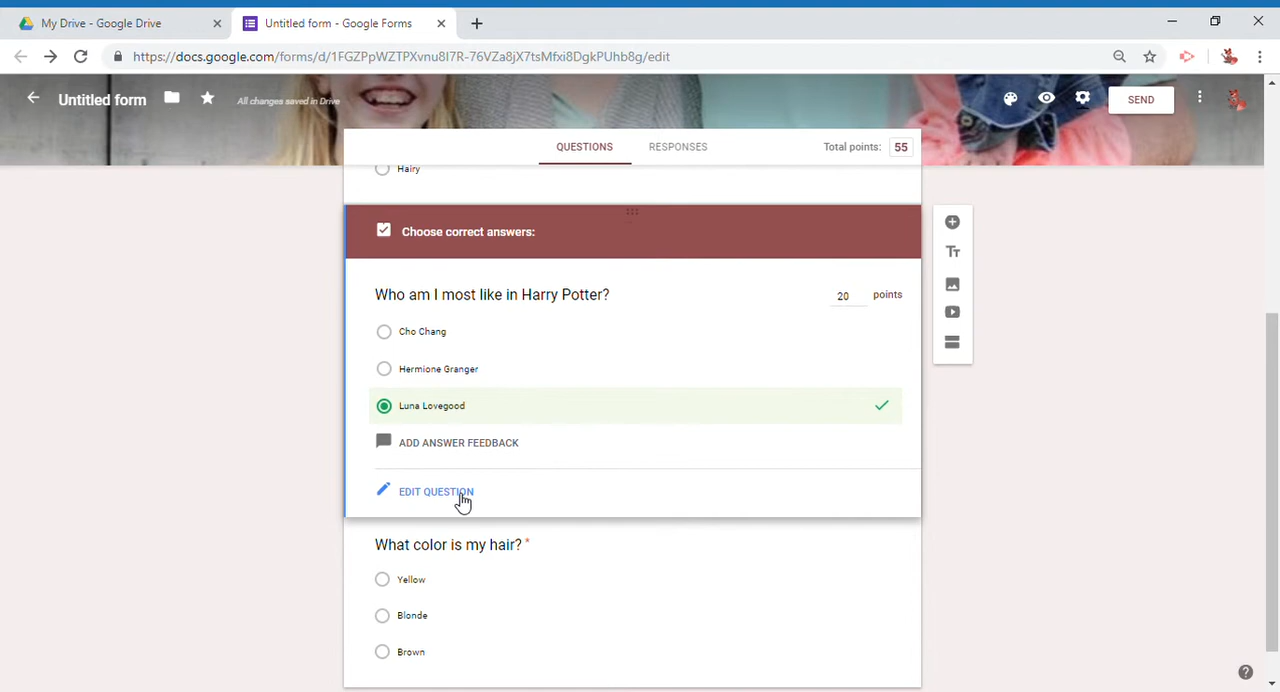 My Drive - Google Drive
Untitled form - Google Forms
https://docs.google.com/forms/d/1FGZPpWZTPXvnu8I7R-76VZa8jX7tsMfxi8DgkPUhb8g/edit
Untitled form
All changes saved in Drive
SEND
QUESTIONS
RESPONSES
Total points: 55
Hairy
Choose correct answers:
Who am I most like in Harry Potter?
20 points
Cho Chang
Hermione Granger
Luna Lovegood
ADD ANSWER FEEDBACK
EDIT QUESTION
What color is my hair? *
Yellow
Blonde
Brown
Tт